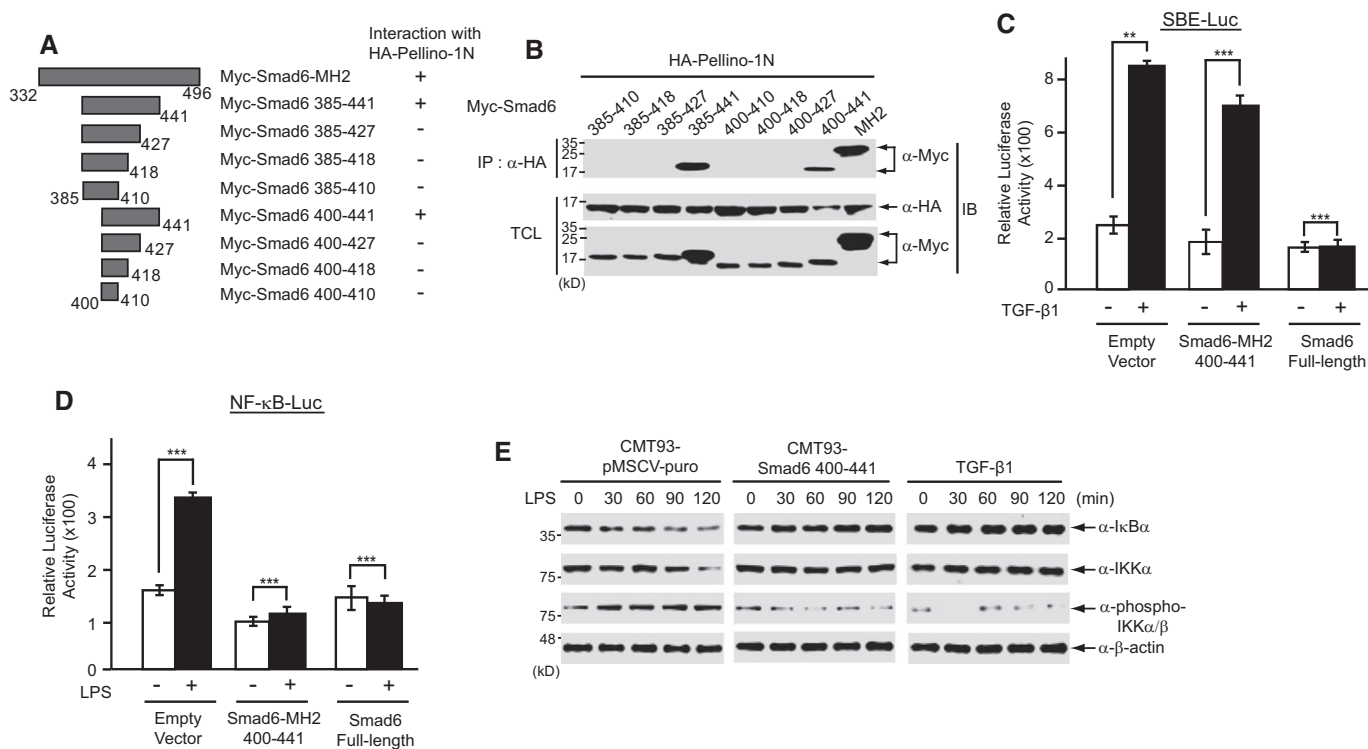 A
Interaction with
HA-Pellino-1N
Myc-Smad6-MH2 +
332 496
Myc-Smad6 385-441 +
441
Myc-Smad6 385-427 -
427
Myc-Smad6 385-418 -
418
Myc-Smad6 385-410 -
385 410
Myc-Smad6 400-441 +
441
Myc-Smad6 400-427 -
427
Myc-Smad6 400-418 -
418
Myc-Smad6 400-410 -
400 410
B
HA-Pellino-1N
Myc-Smad6
385-410 385-418 385-427 385-441 400-410 400-418 400-427 400-441 MH2
IP : α-HA
35
25
17
α-Myc
TCL
17
α-HA
35
25
17
α-Myc
(kD)
IB
C
SBE-Luc
Relative Luciferase
Activity (x100)
8
6
4
2
0
** *** ***
TGF-β1 - + - + - +
Empty
Vector
Smad6-MH2
400-441
Smad6
Full-length
D
NF-κB-Luc
Relative Luciferase
Activity (x100)
4
3
2
1
0
*** *** ***
LPS - + - + - +
Empty
Vector
Smad6-MH2
400-441
Smad6
Full-length
E
CMT93-
pMSCV-puro
CMT93-
Smad6 400-441
TGF-β1
LPS 0 30 60 90 120 0 30 60 90 120 0 30 60 90 120 (min)
35
α-IκBα
75
α-IKKα
75
α-phospho-
IKKα/β
48
α-β-actin
(kD)